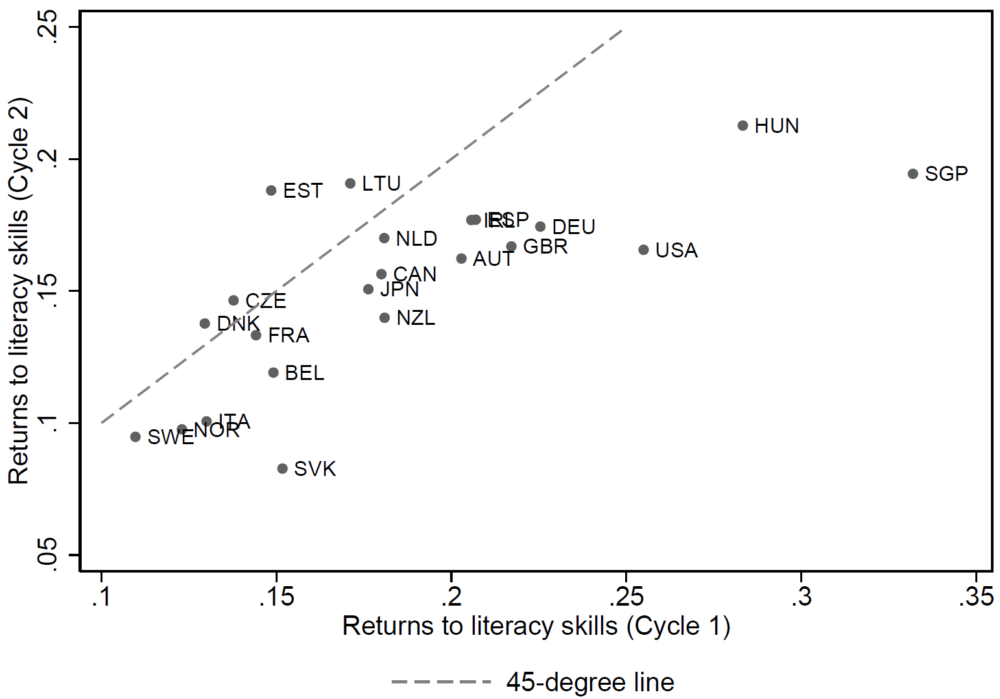 .25
.2
.15
.1
.05
Returns to literacy skills (Cycle 2)
HUN
SGP
LTU
EST
IRL
ESP
DEU
NLD
GBR
USA
AUT
CAN
JPN
CZE
NZL
DNK
FRA
BEL
ITA
NOR
SWE
SVK
.1 .15 .2 .25 .3 .35
Returns to literacy skills (Cycle 1)
45-degree line